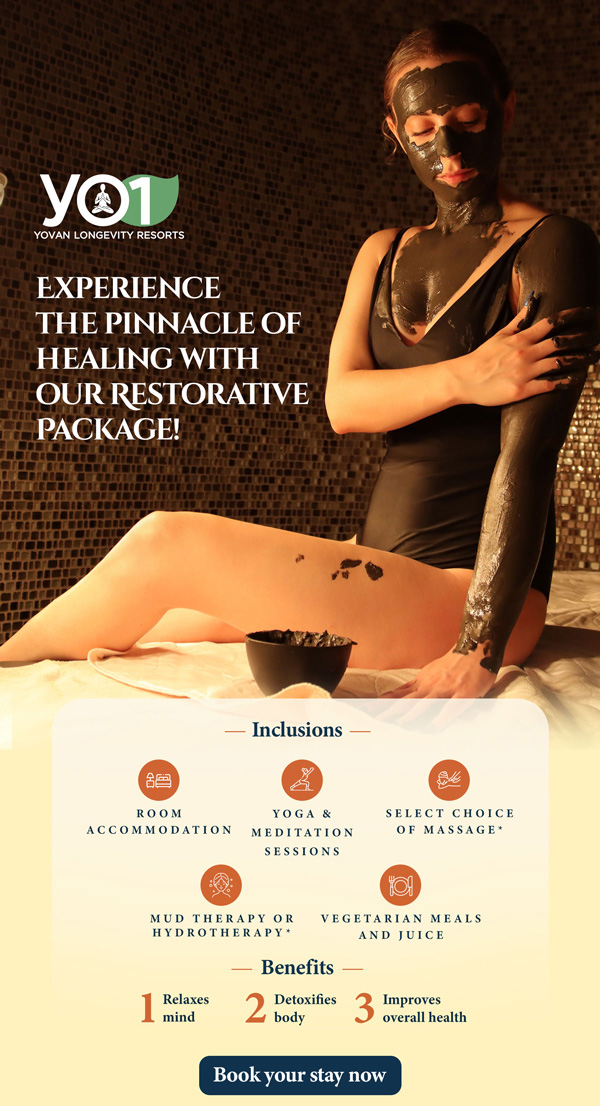 yo1
YOVAN LONGEVITY RESORTS
EXPERIENCE
THE PINNACLE OF
HEALING WITH
OUR RESTORATIVE
PACKAGE!
Inclusions
ROOM
ACCOMMODATION
YOGA &
MEDITATION
SESSIONS
SELECT CHOICE
OF MASSAGE*
MUD THERAPY OR
HYDROTHERAPY*
VEGETARIAN MEALS
AND JUICE
Benefits
1 Relaxes
mind
2 Detoxifies
body
3 Improves
overall health
Book your stay now